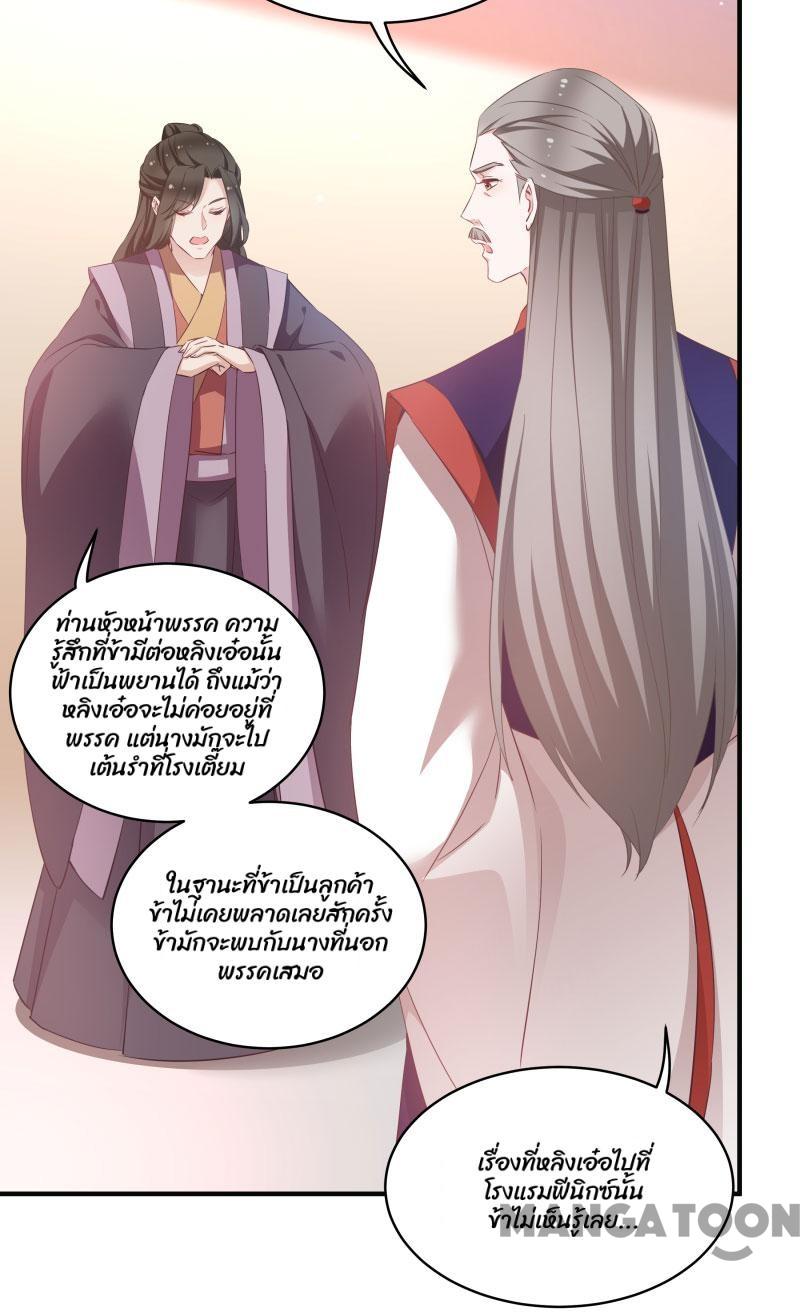 ท่านหัวหน้าพรรค ความ
รู้สึกที่ข้ามีต่อหลิงเอ๋อนั้น
ฟ้าเป็นพยานได้ ถึงแม้ว่า
หลิงเอ๋อจะไม่ค่อยอยู่ที่
พรรค แต่นางมักจะไป
เต้นรำที่โรงเตี๊ยม
ในฐานะที่ข้าเป็นลูกค้า
ข้าไม่เคยพลาดเลยสักครั้ง
ข้ามักจะพบกับนางที่นอก
พรรคเสมอ
เรื่องที่หลิงเอ๋อไปที่
โรงแรมฟีนิกซ์นั้น
ข้าไม่เห็นรู้เลย...
MANGATOON